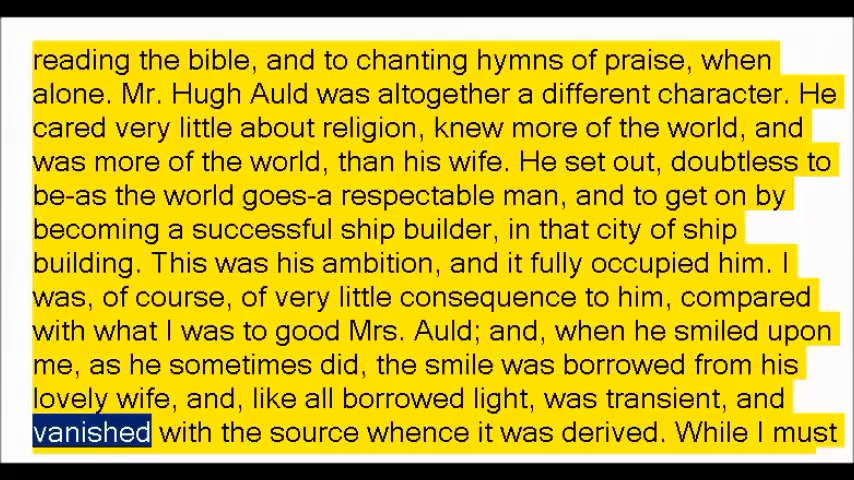 reading the bible, and to chanting hymns of praise, when
alone. Mr. Hugh Auld was altogether a different character. He
cared very little about religion, knew more of the world, and
was more of the world, than his wife. He set out, doubtless to
be-as the world goes-a respectable man, and to get on by
becoming a successful ship builder, in that city of ship
building. This was his ambition, and it fully occupied him. I
was, of course, of very little consequence to him, compared
with what I was to good Mrs. Auld; and, when he smiled upon
me, as he sometimes did, the smile was borrowed from his
lovely wife, and, like all borrowed light, was transient, and
vanished with the source whence it was derived. While I must